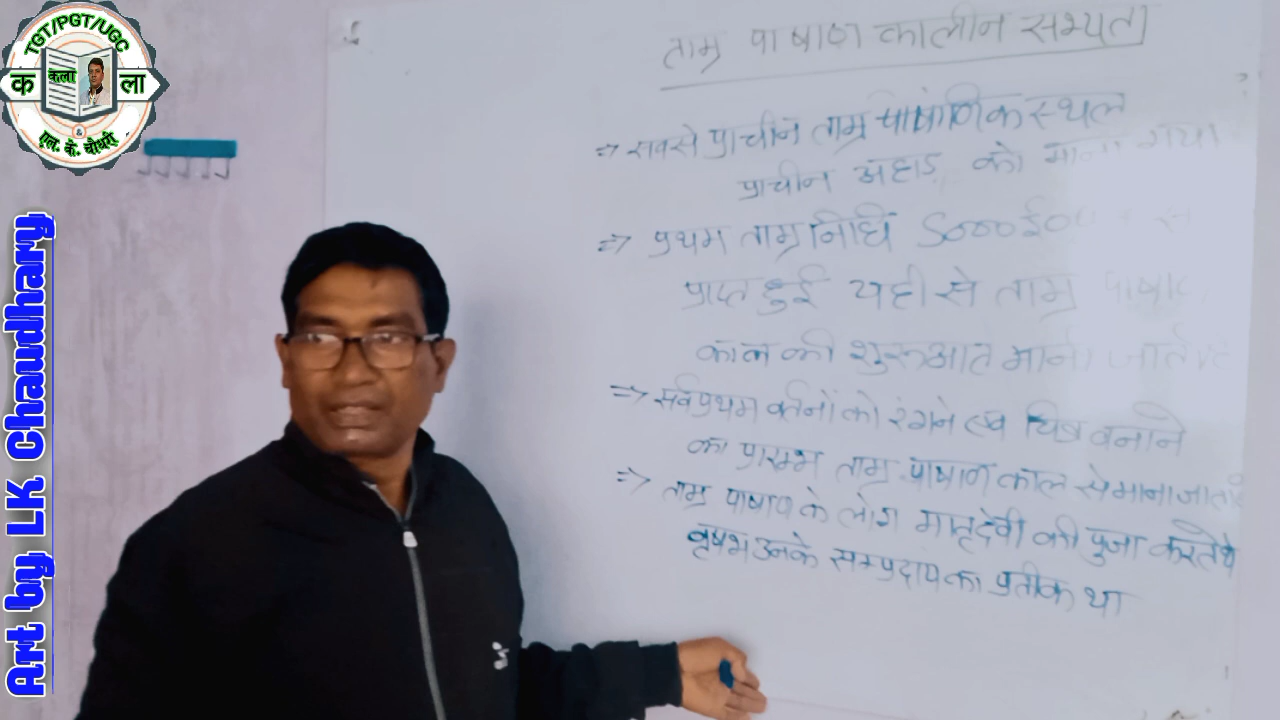 TGT/PGT/UGC
क कला ला
&
एल. के. चौधरी
Art by LK Chaudhary
ताम्र पाषाण कालीन सभ्यता
⇒ सबसे प्राचीन ताम्र पाषाणिक स्थल
प्राचीन अहाड़ को माना गया
⇒ प्रथम ताम्र निधि
प्राप्त हुई यही से ताम्र पाषाण
काल की शुरुआत मानी जाती है
⇒ सर्वप्रथम बर्तनों को रंगने एव चित्र बनाने
का प्रारम्भ ताम्र पाषाण काल से माना जाता
⇒ ताम्र पाषाण के लोग मातृदेवी की पुजा करते थे
वृषभ उनके सम्प्रदाय का प्रतीक था